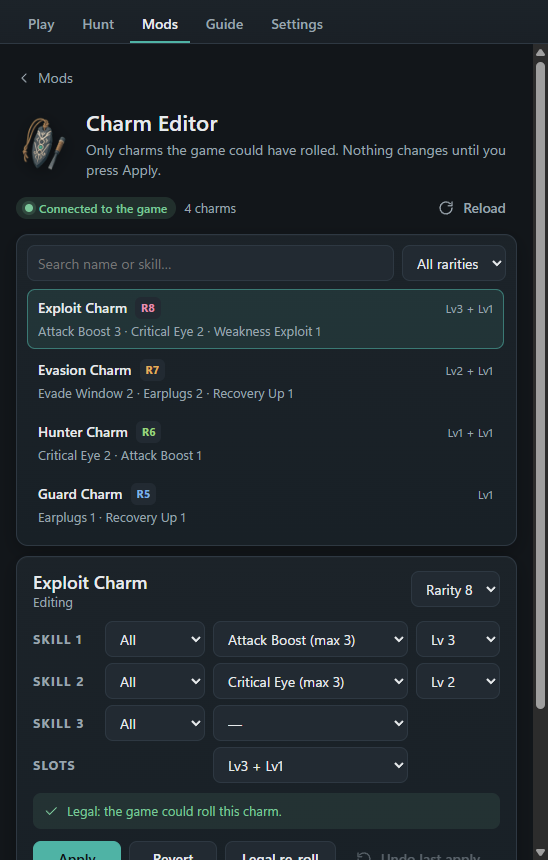 Play Hunt Mods Guide Settings
Mods
Charm Editor
Only charms the game could have rolled. Nothing changes until you
press Apply.
Connected to the game 4 charms Reload
Search name or skill... All rarities
Exploit Charm R8 Lv3 + Lv1
Attack Boost 3 · Critical Eye 2 · Weakness Exploit 1
Evasion Charm R7 Lv2 + Lv1
Evade Window 2 · Earplugs 2 · Recovery Up 1
Hunter Charm R6 Lv1 + Lv1
Critical Eye 2 · Attack Boost 1
Guard Charm R5 Lv1
Earplugs 1 · Recovery Up 1
Exploit Charm Rarity 8
Editing
SKILL 1 All Attack Boost (max 3) Lv 3
SKILL 2 All Critical Eye (max 3) Lv 2
SKILL 3 All —
SLOTS Lv3 + Lv1
Legal: the game could roll this charm.
Apply Revert Legal re-roll Undo last apply